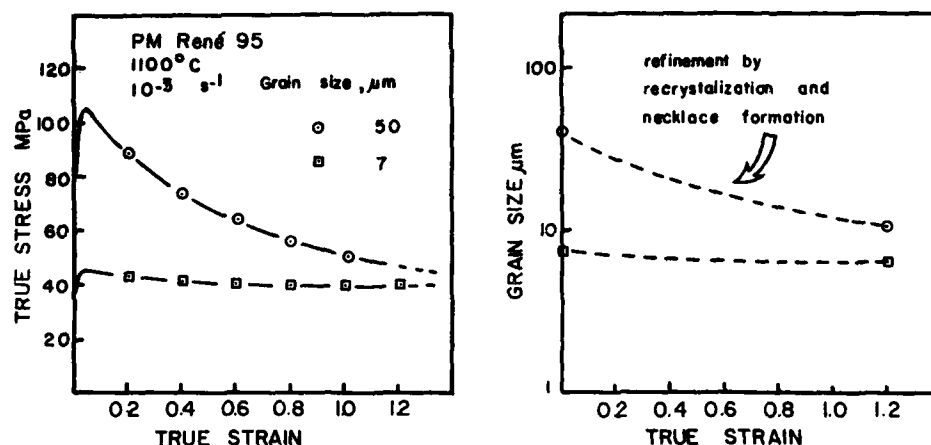 PM René 95
1100°C
10⁻³ s⁻¹ Grain size, µm
50
7
120
100
80
60
40
20
TRUE STRESS MPa
0.2 0.4 0.6 0.8 1.0 1.2
TRUE STRAIN
refinement by
recrystalization and
necklace formation
100
10
1
GRAIN SIZE, µm
0.2 0.4 0.6 0.8 1.0 1.2
TRUE STRAIN